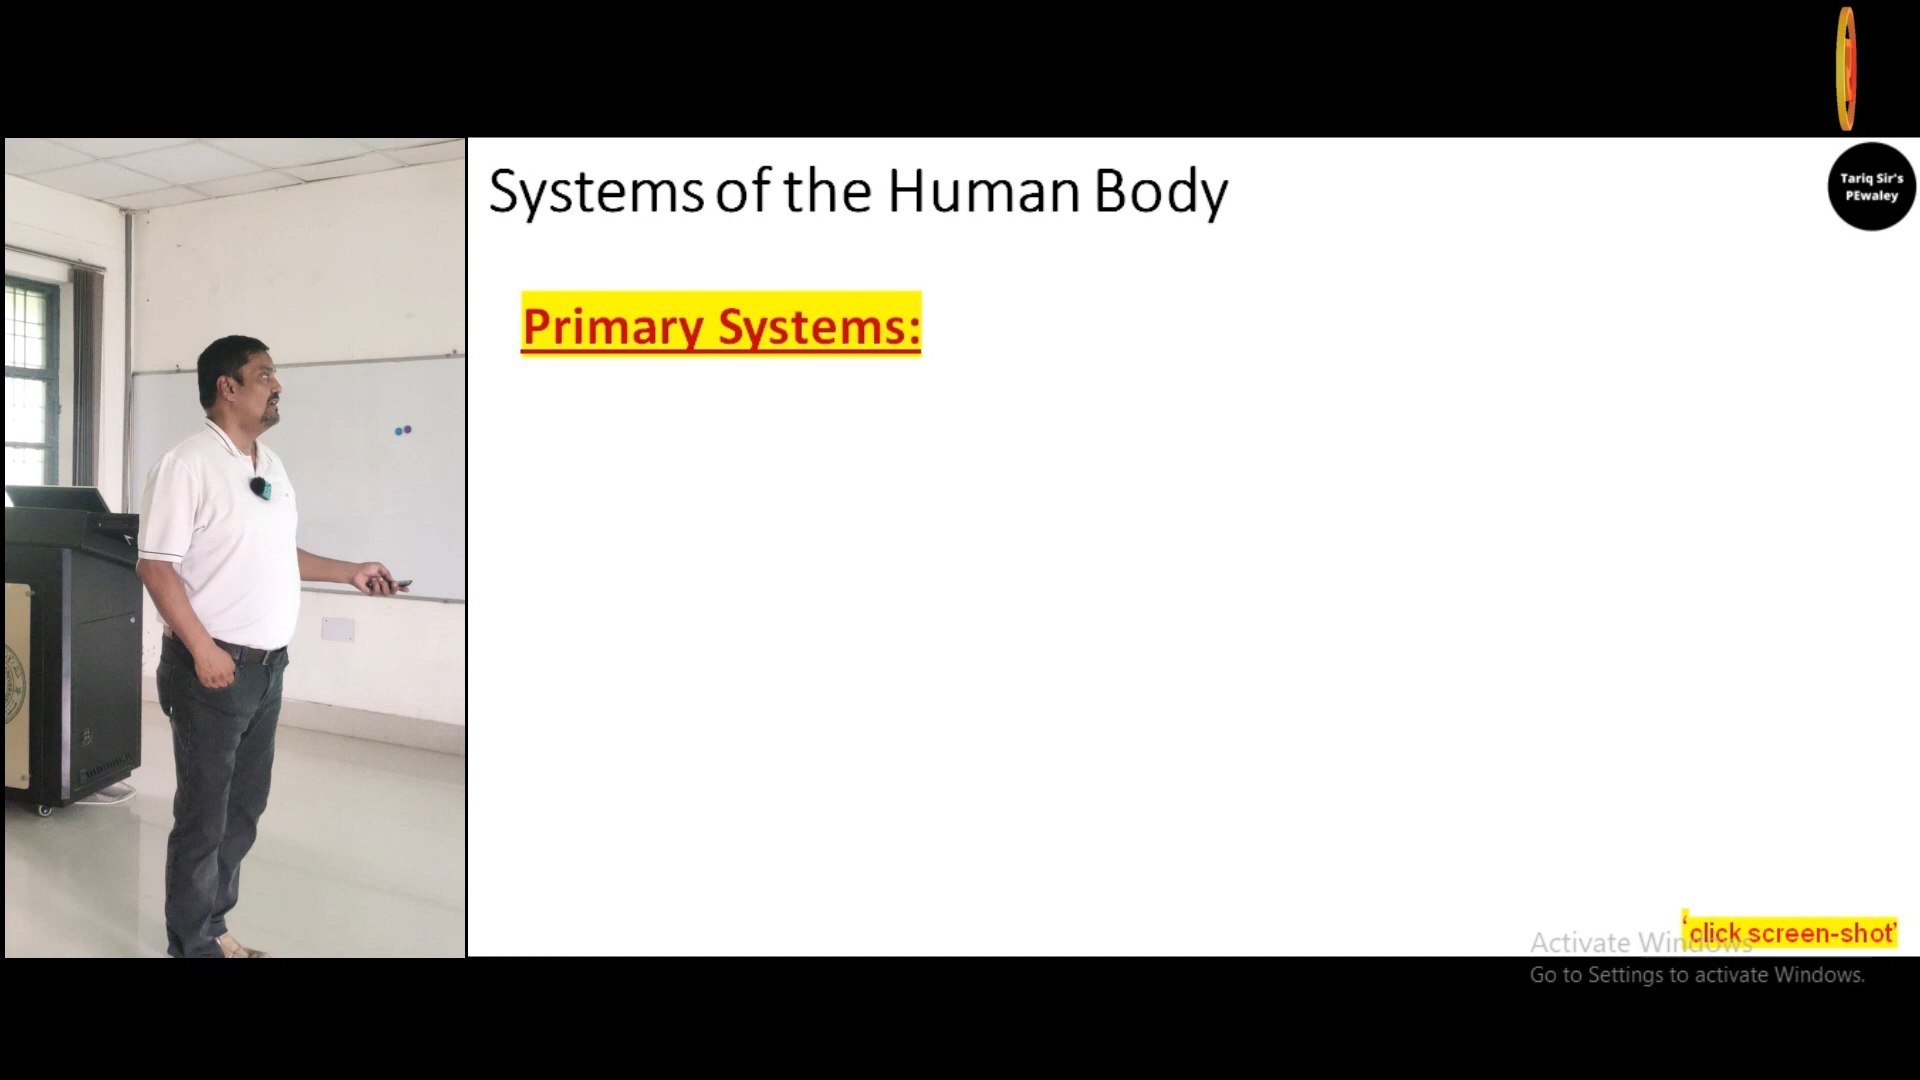 Systems of the Human Body
Tariq Sir's
PEwaley
Primary Systems:
'click screen-shot'
Activate Windows
Go to Settings to activate Windows.